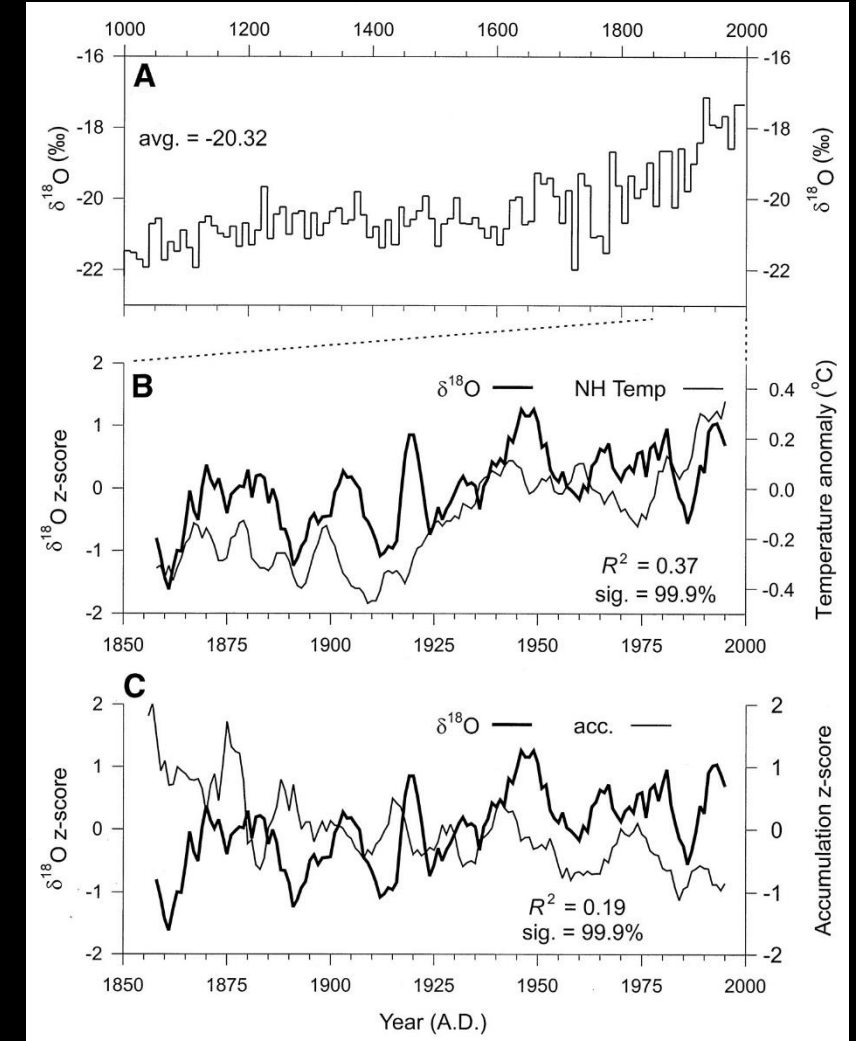 1000 1200 1400 1600 1800 2000
-16 -16
A
avg. = -20.32
-18 -18
-20 -20
-22 -22
δ18O (‰)
δ18O (‰)
B
δ18O NH Temp
2
1
0
-1
-2
δ18O z-score
0.4
0.2
0.0
-0.2
-0.4
Temperature anomaly (°C)
R2 = 0.37
sig. = 99.9%
1850 1875 1900 1925 1950 1975 2000
C
δ18O acc.
2 2
1 1
0 0
-1 -1
-2 -2
δ18O z-score
Accumulation z-score
R2 = 0.19
sig. = 99.9%
1850 1875 1900 1925 1950 1975 2000
Year (A.D.)